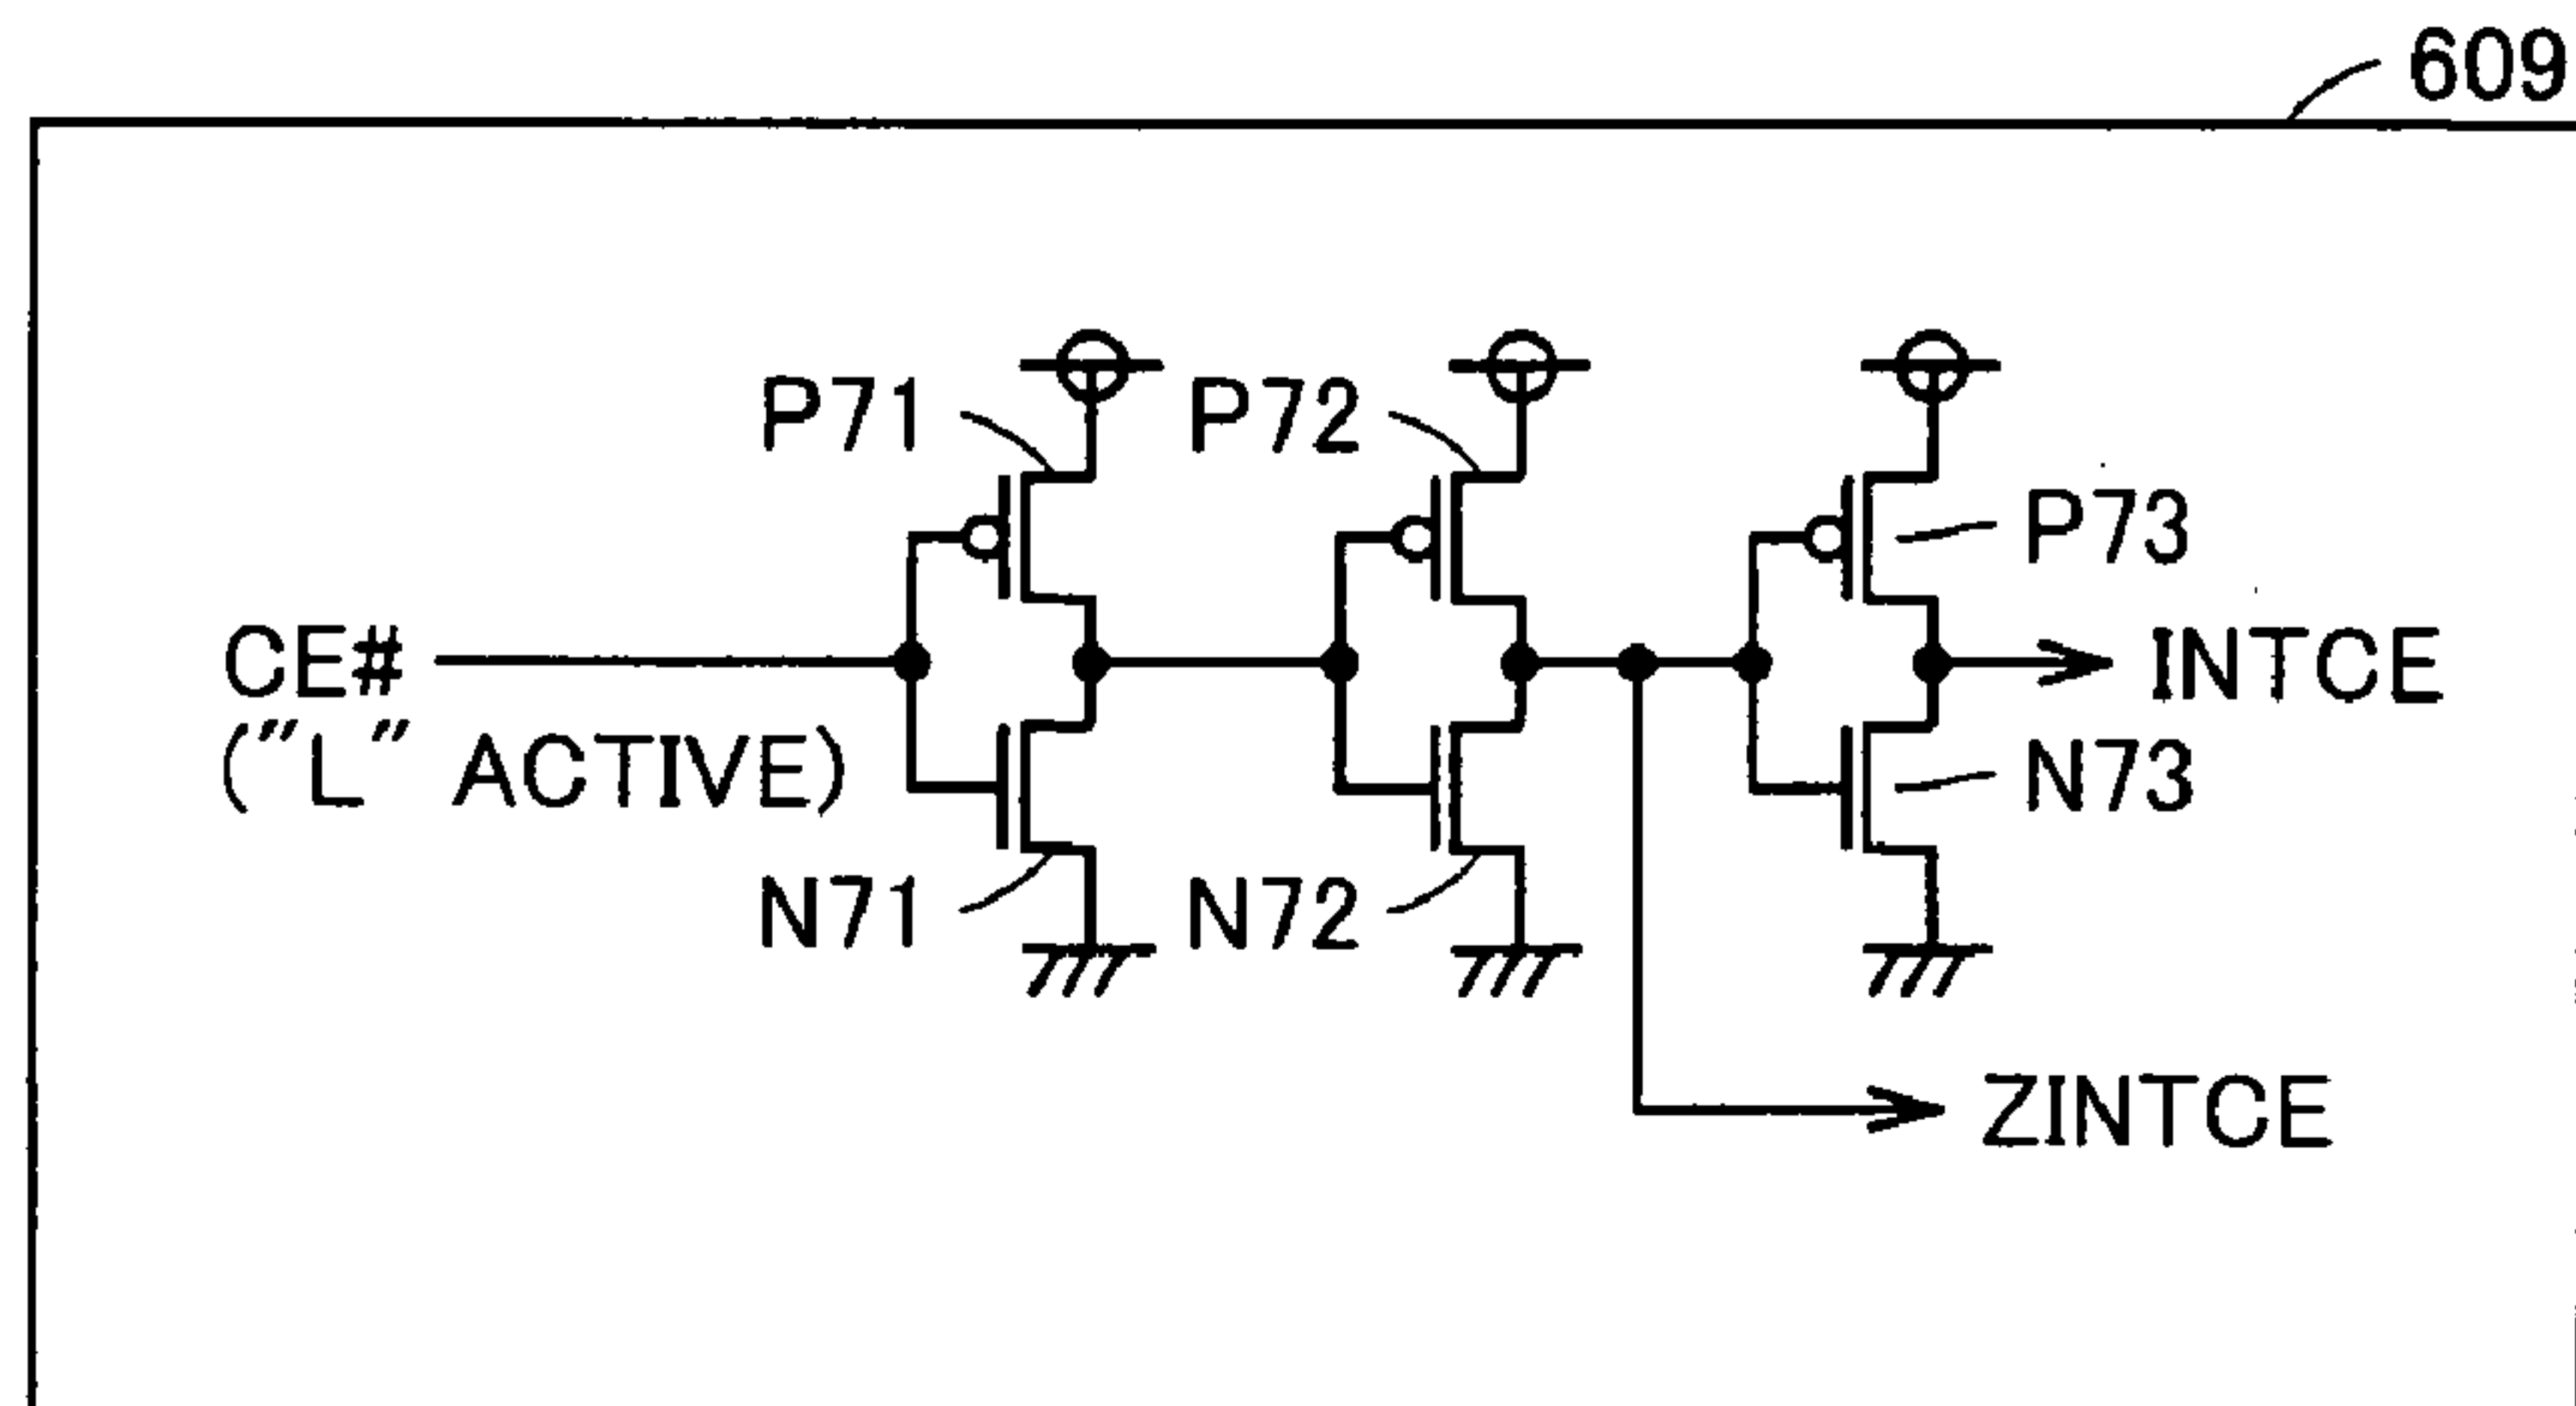 609
P71
P72
P73
CE#
("L" ACTIVE)
INTCE
N73
N71
N72
ZINTCE